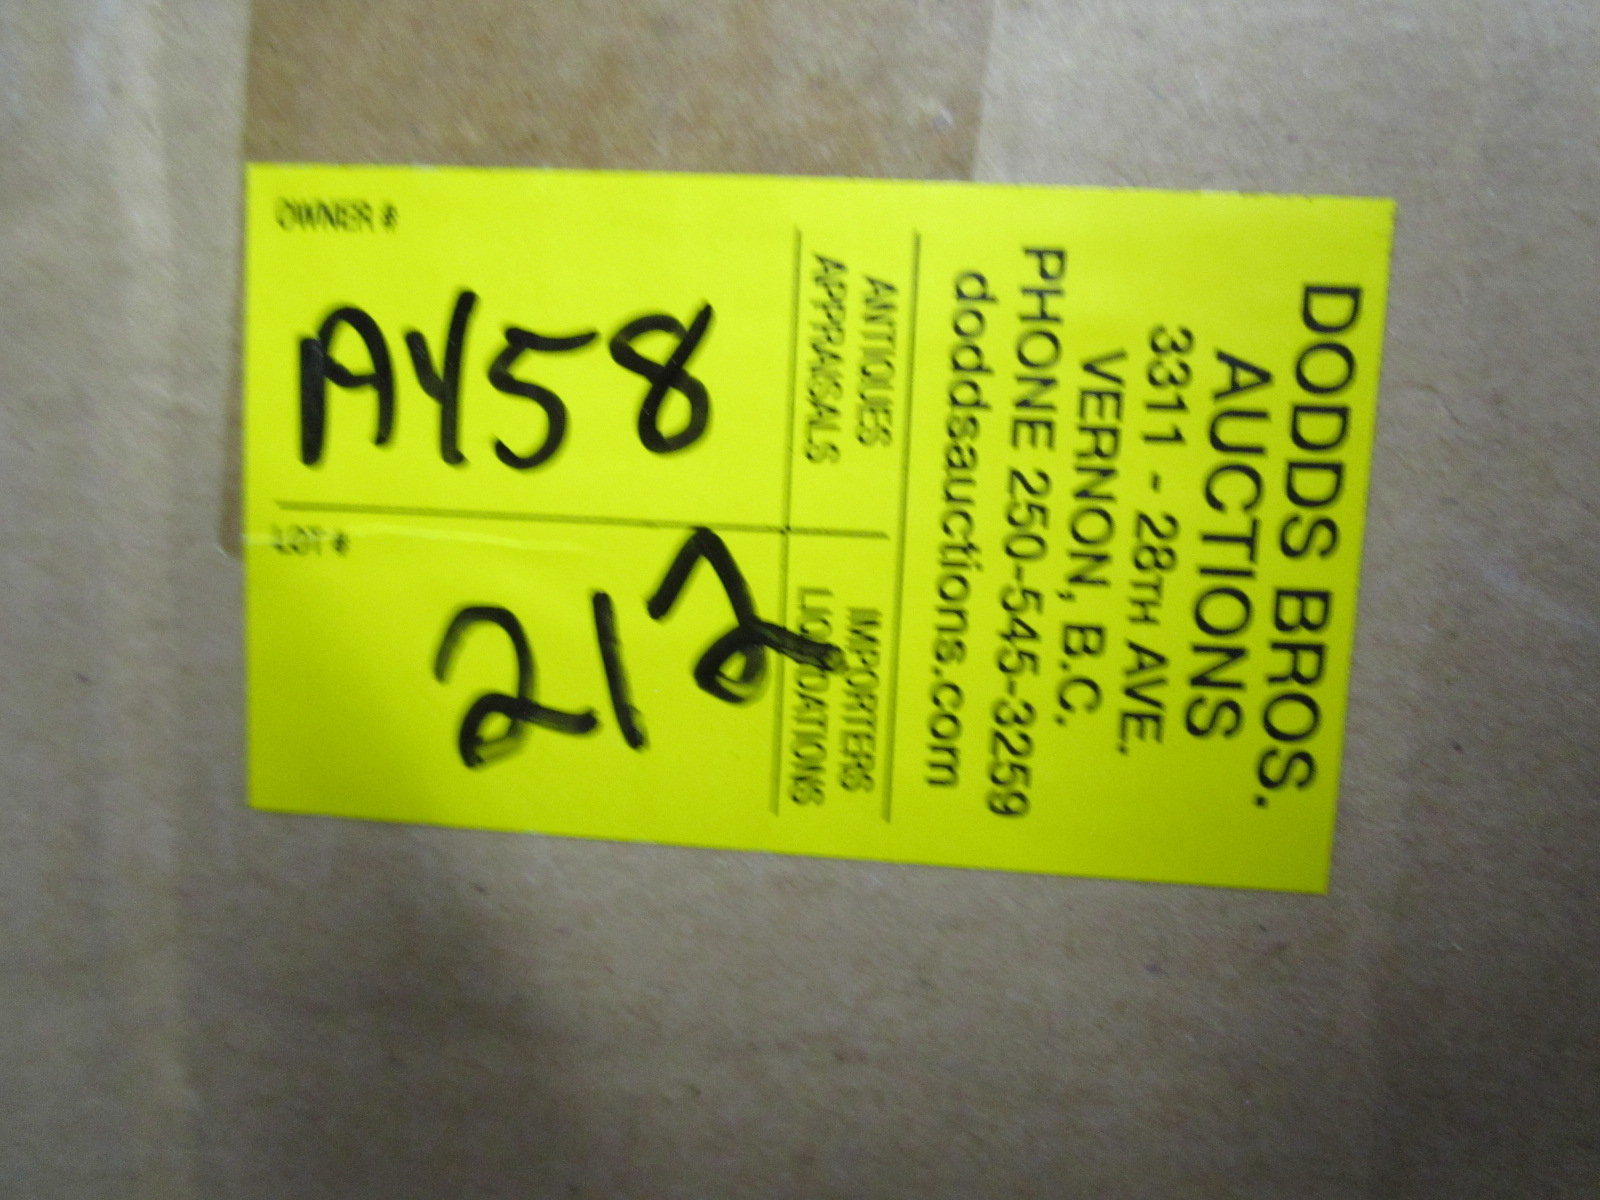 DODDS BROS.
AUCTIONS
3311 - 28TH AVE.
VERNON, B.C.
PHONE 250-545-3259
doddsauctions.com
ANTIQUES
APPRAISALS
IMPORTERS
LIQUIDATIONS
OWNER #
AY58
LOT #
212